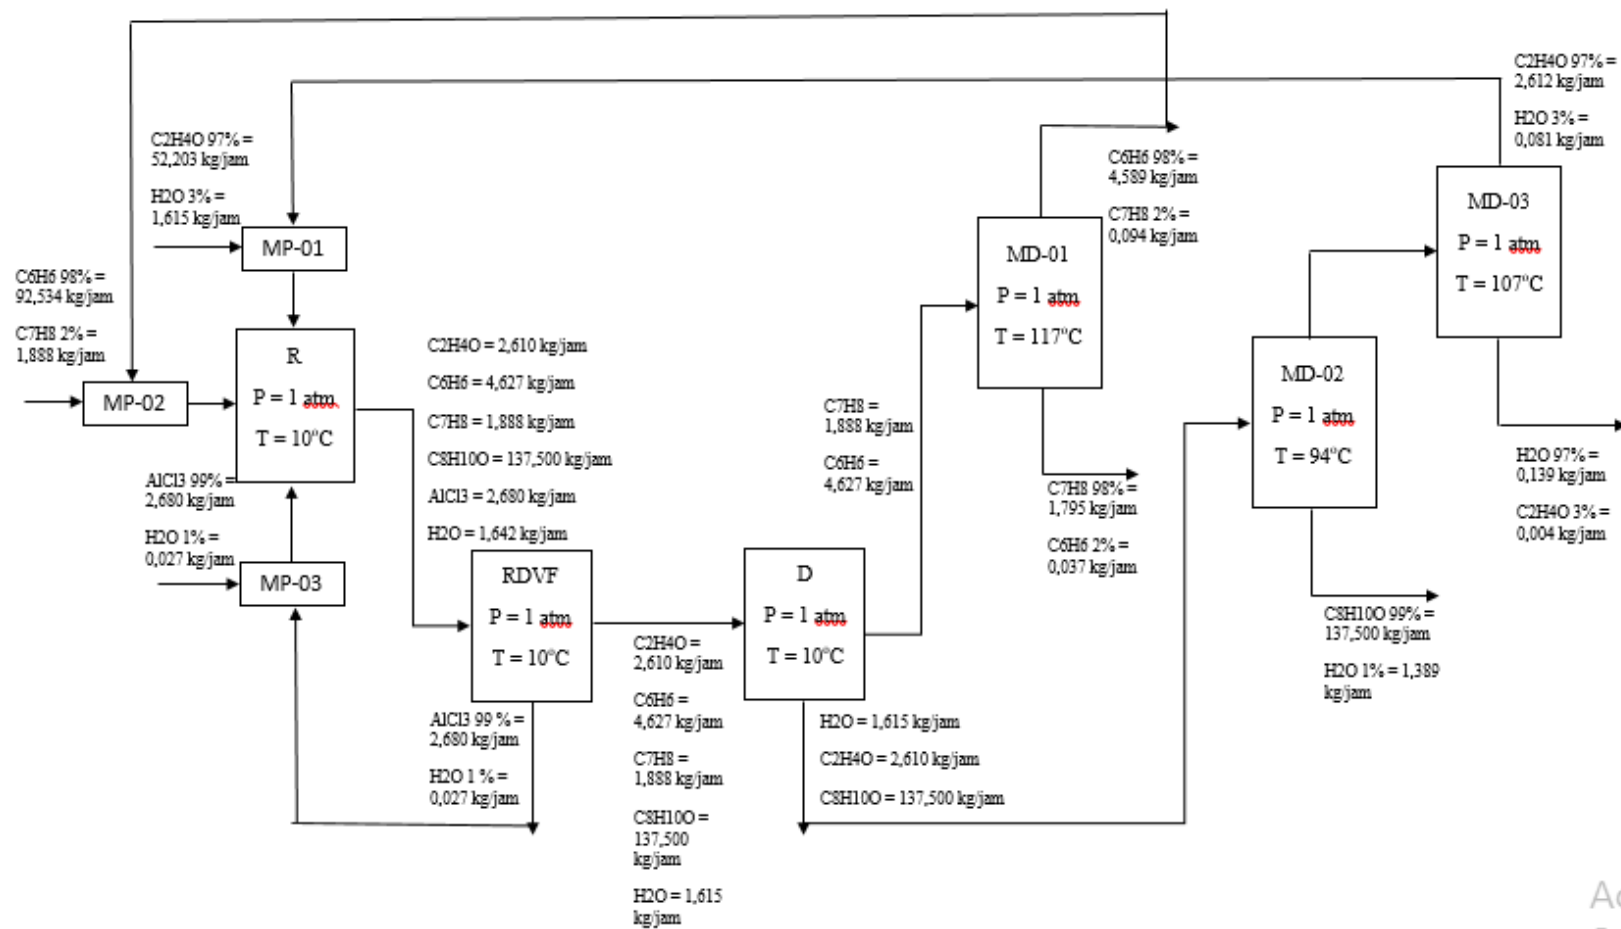 C2H4O 97% =
52,203 kg/jam
H2O 3% =
1,615 kg/jam
MP-01
C6H6 98% =
92,534 kg/jam
C7H8 2% =
1,888 kg/jam
MP-02
R
P = 1 atm
T = 10°C
AlCl3 99% =
2,680 kg/jam
H2O 1% =
0,027 kg/jam
MP-03
C2H4O = 2,610 kg/jam
C6H6 = 4,627 kg/jam
C7H8 = 1,888 kg/jam
C8H10O = 137,500 kg/jam
AlCl3 = 2,680 kg/jam
H2O = 1,642 kg/jam
RDVF
P = 1 atm
T = 10°C
AlCl3 99 % =
2,680 kg/jam
H2O 1 % =
0,027 kg/jam
C2H4O =
2,610 kg/jam
C6H6 =
4,627 kg/jam
C7H8 =
1,888 kg/jam
C8H10O =
137,500
kg/jam
H2O = 1,615
kg/jam
D
P = 1 atm
T = 10°C
H2O = 1,615 kg/jam
C2H4O = 2,610 kg/jam
C8H10O = 137,500 kg/jam
C7H8 =
1,888 kg/jam
C6H6 =
4,627 kg/jam
MD-01
P = 1 atm
T = 117°C
C6H6 98% =
4,589 kg/jam
C7H8 2% =
0,094 kg/jam
C7H8 98% =
1,795 kg/jam
C6H6 2% =
0,037 kg/jam
MD-02
P = 1 atm
T = 94°C
C8H10O 99% =
137,500 kg/jam
H2O 1% = 1,389
kg/jam
C2H4O 97% =
2,612 kg/jam
H2O 3% =
0,081 kg/jam
MD-03
P = 1 atm
T = 107°C
H2O 97% =
0,139 kg/jam
C2H4O 3% =
0,004 kg/jam